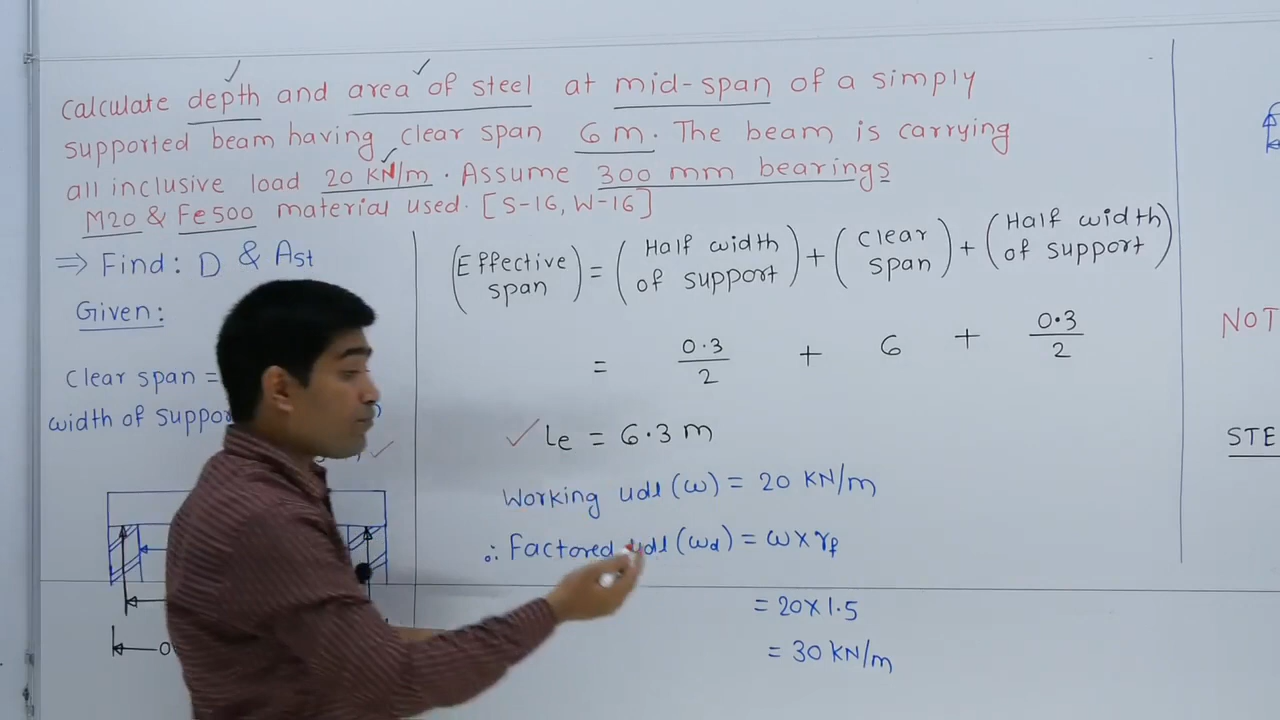 Calculate depth and area of steel at mid-span of a simply
supported beam having clear span 6 m. The beam is carrying
all inclusive load 20 KN/m. Assume 300 mm bearings
M20 & Fe500 material used. [S-16, W-16]
⇒ Find: D & Ast
Given:
Clear span =
width of suppor
(Effective span) = (Half width of support) + (Clear span) + (Half width of support)
= 0.3/2 + 6 + 0.3/2
le = 6.3 m
Working udl (w) = 20 KN/m
∴ Factored udl (wd) = w x rf
= 20 x 1.5
= 30 KN/m
NOT
STE